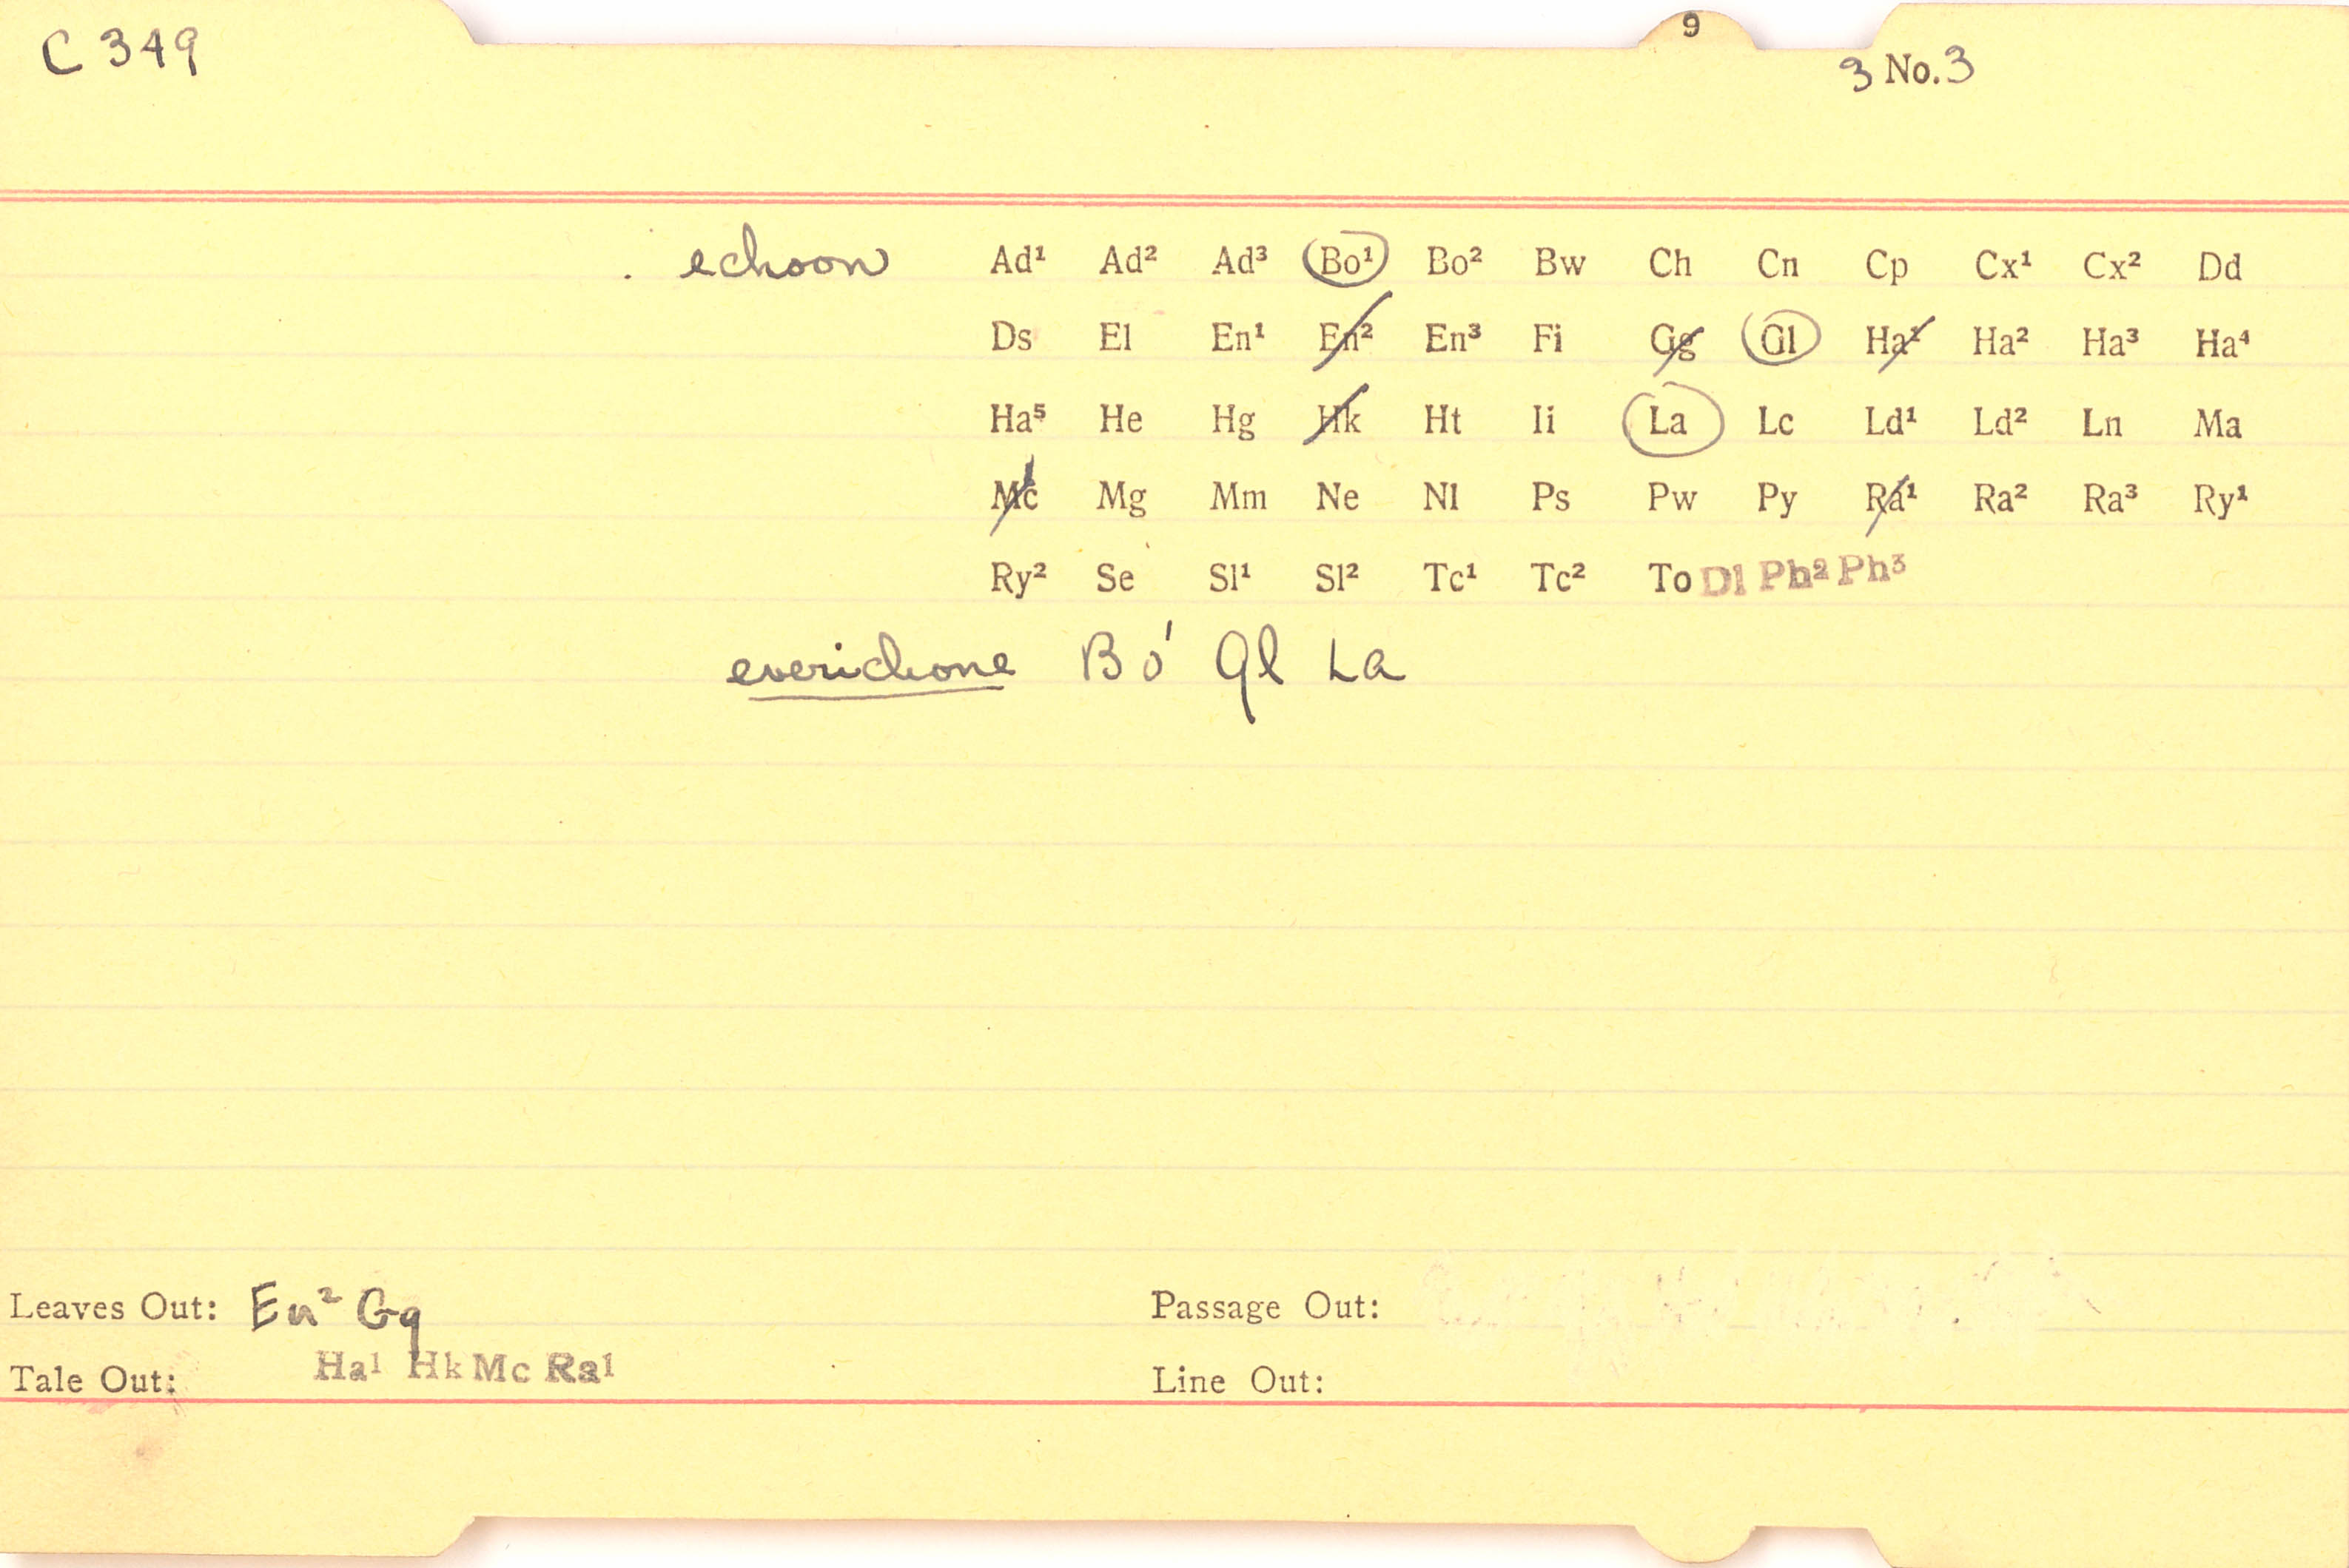 C 349
9
3 No. 3
echoon Ad¹ Ad² Ad³ Bo¹ Bo² Bw Ch Cn Cp Cx¹ Cx² Dd
Ds El En¹ En² En³ Fi Gg Gl Ha¹ Ha² Ha³ Ha⁴
Ha⁵ He Hg Hk Ht Ii La Lc Ld¹ Ld² Ln Ma
Mc Mg Mm Ne Nl Ps Pw Py Ra¹ Ra² Ra³ Ry¹
Ry² Se Sl¹ Sl² Tc¹ Tc² To Dl Ph² Ph³
everichone Bo¹ Gl La
Leaves Out: En² Gg Passage Out:
Tale Out: Ha¹ Hk Mc Ra¹ Line Out: